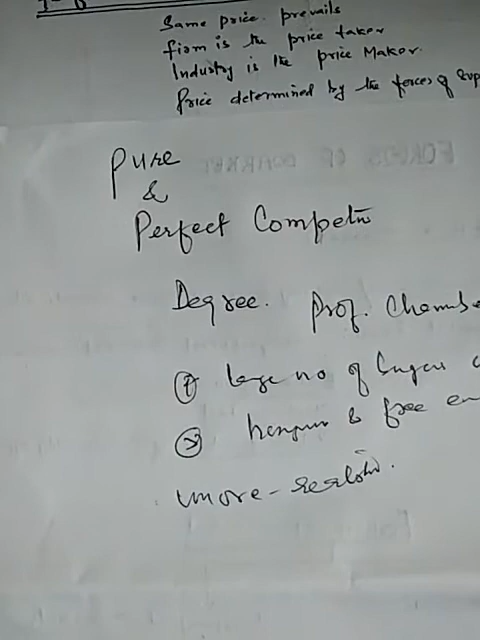 Same price prevails
firm is the price taker
Industry is the price Maker.
Price determined by the forces of Sup
Pure
&
Perfect Competn
Degree. Prof. Chamb
① large no of buyers
② & free en
more-